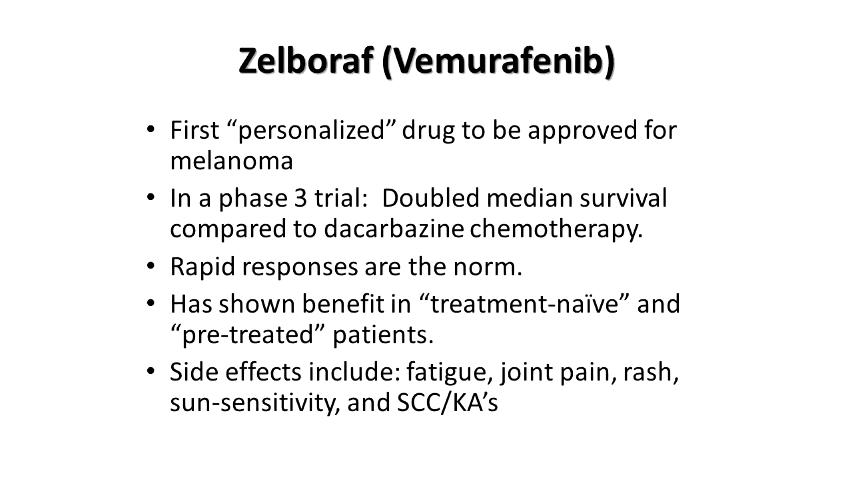 Zelboraf (Vemurafenib)
• First “personalized” drug to be approved for
melanoma
• In a phase 3 trial:  Doubled median survival
compared to dacarbazine chemotherapy.
• Rapid responses are the norm.
• Has shown benefit in “treatment-naïve” and
“pre-treated” patients.
• Side effects include: fatigue, joint pain, rash,
sun-sensitivity, and SCC/KA’s